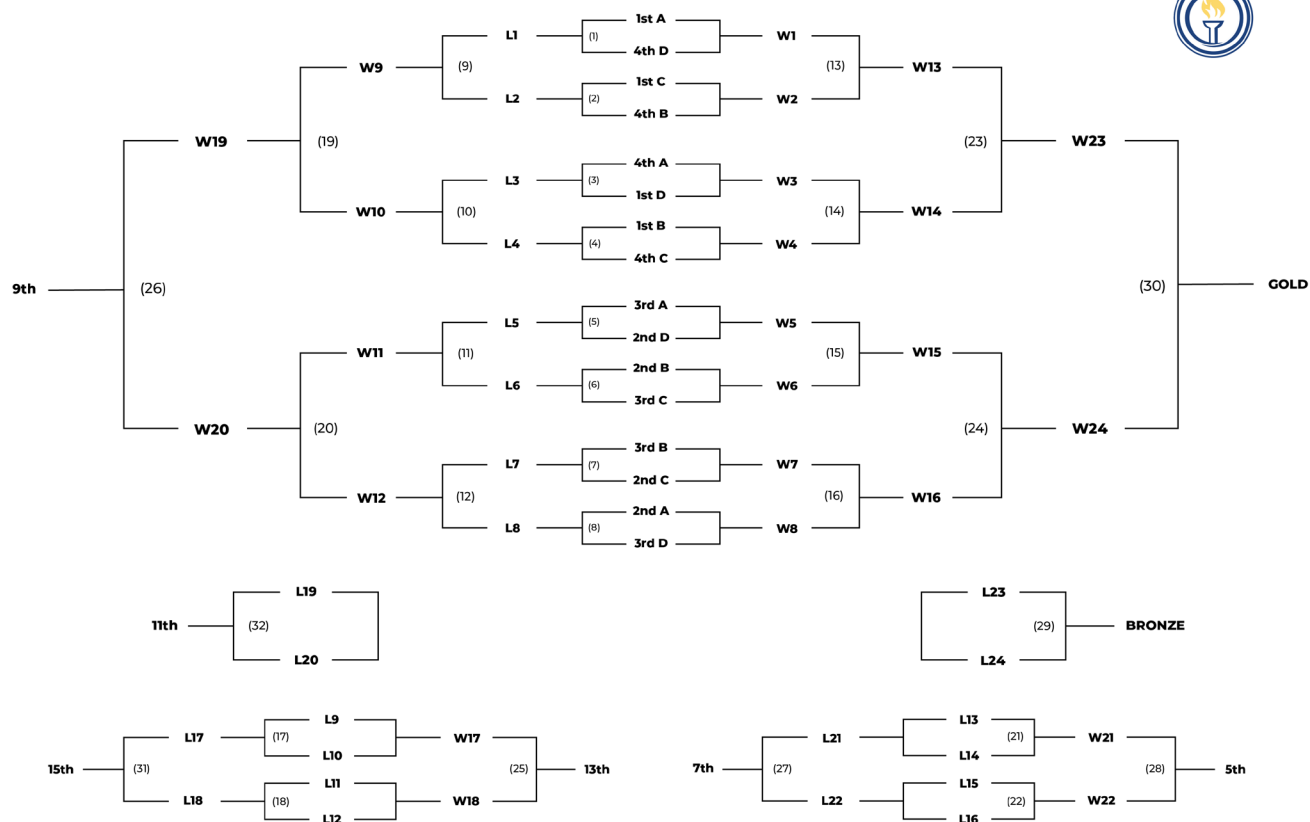 1st A
L1 (1) W1
4th D
W9 (9) (13) W13
1st C
L2 (2) W2
4th B
W19 (19) (23) W23
4th A
L3 (3) W3
1st D
W10 (10) (14) W14
1st B
L4 (4) W4
4th C
9th (26) (30) GOLD
3rd A
L5 (5) W5
2nd D
W11 (11) (15) W15
2nd B
L6 (6) W6
3rd C
W20 (20) (24) W24
3rd B
L7 (7) W7
2nd C
W12 (12) (16) W16
2nd A
L8 (8) W8
3rd D
L19 L23
11th (32) (29) BRONZE
L20 L24
L9 L13
L17 (17) W17 L21 (21) W21
L10 L14
15th (31) (25) 13th 7th (27) (28) 5th
L11 L15
L18 (18) W18 L22 (22) W22
L12 L16